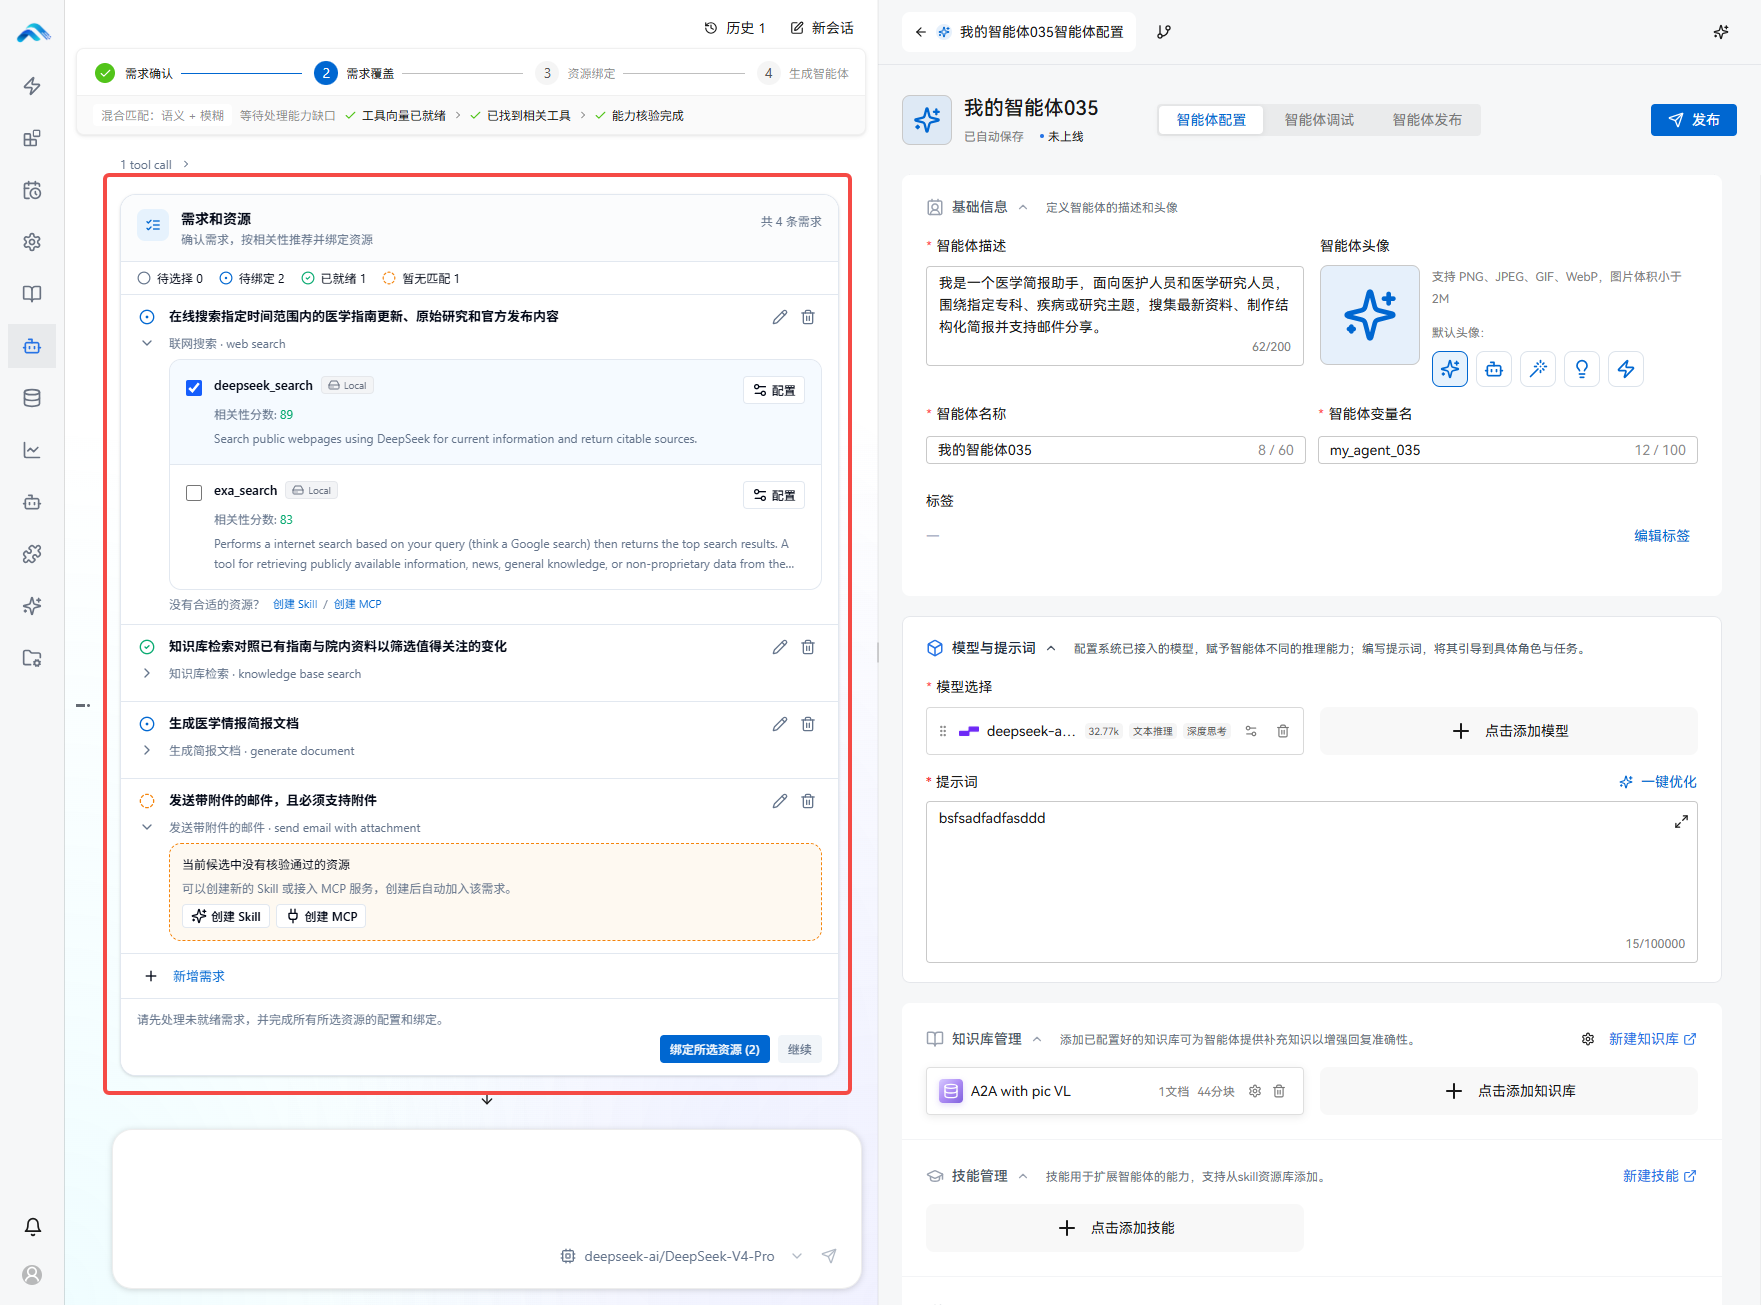 历史 1
新会话
需求确认
2
需求覆盖
3
资源绑定
4
生成智能体
混合匹配：语义 + 模糊
等待处理能力缺口
工具向量已就绪
已找到相关工具
能力核验完成
1 tool call
需求和资源
共 4 条需求
确认需求，按相关性推荐并绑定资源
待选择 0
待绑定 2
已就绪 1
暂无匹配 1
在线搜索指定时间范围内的医学指南更新、原始研究和官方发布内容
联网搜索 · web search
deepseek_search
Local
配置
相关性分数: 89
Search public webpages using DeepSeek for current information and return citable sources.
exa_search
Local
配置
相关性分数: 83
Performs a internet search based on your query (think a Google search) then returns the top search results. A
tool for retrieving publicly available information, news, general knowledge, or non-proprietary data from the...
没有合适的资源？ 创建 Skill / 创建 MCP
知识库检索对照已有指南与院内资料以筛选值得关注的变化
知识库检索 · knowledge base search
生成医学情报简报文档
生成简报文档 · generate document
发送带附件的邮件，且必须支持附件
发送带附件的邮件 · send email with attachment
当前候选中没有核验通过的资源
可以创建新的 Skill 或接入 MCP 服务，创建后自动加入该需求。
创建 Skill
创建 MCP
新增需求
请先处理未就绪需求，并完成所有所选资源的配置和绑定。
绑定所选资源 (2)
继续
deepseek-ai/DeepSeek-V4-Pro
我的智能体035智能体配置
我的智能体035
已自动保存
未上线
智能体配置
智能体调试
智能体发布
发布
基础信息
定义智能体的描述和头像
* 智能体描述
智能体头像
我是一个医学简报助手，面向医护人员和医学研究人员，
围绕指定专科、疾病或研究主题，搜集最新资料、制作结
构化简报并支持邮件分享。
62/200
支持 PNG、JPEG、GIF、WebP，图片体积小于
2M
默认头像:
* 智能体名称
* 智能体变量名
我的智能体035
8 / 60
my_agent_035
12 / 100
标签
—
编辑标签
模型与提示词
配置系统已接入的模型，赋予智能体不同的推理能力；编写提示词，将其引导到具体角色与任务。
* 模型选择
deepseek-a...
32.77k
文本推理
深度思考
点击添加模型
* 提示词
一键优化
bsfsadfadfasddd
15/100000
知识库管理
添加已配置好的知识库可为智能体提供补充知识以增强回复准确性。
新建知识库
A2A with pic VL
1文档
44分块
点击添加知识库
技能管理
技能用于扩展智能体的能力，支持从skill资源库添加。
新建技能
点击添加技能